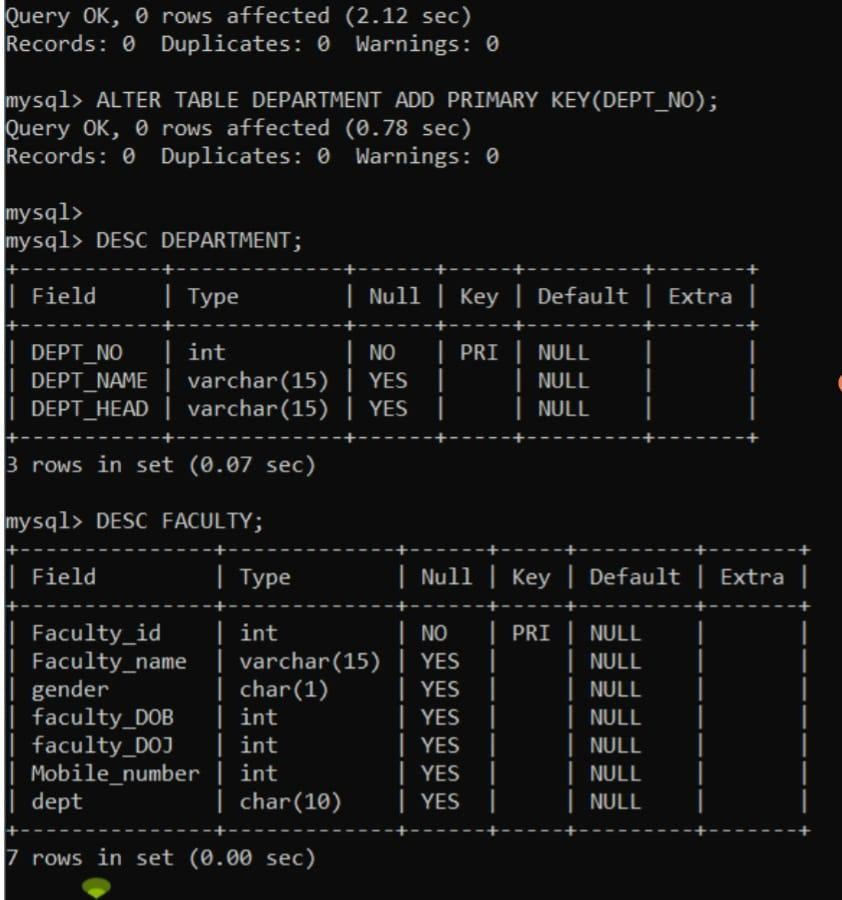 Query OK, 0 rows affected (2.12 sec)
Records: 0  Duplicates: 0  Warnings: 0
mysql> ALTER TABLE DEPARTMENT ADD PRIMARY KEY(DEPT_NO);
Query OK, 0 rows affected (0.78 sec)
Records: 0  Duplicates: 0  Warnings: 0
mysql>
mysql> DESC DEPARTMENT;
+-----------+-------------+------+-----+---------+-------+
| Field     | Type        | Null | Key | Default | Extra |
+-----------+-------------+------+-----+---------+-------+
| DEPT_NO   | int         | NO   | PRI | NULL    |       |
| DEPT_NAME | varchar(15) | YES  |     | NULL    |       |
| DEPT_HEAD | varchar(15) | YES  |     | NULL    |       |
+-----------+-------------+------+-----+---------+-------+
3 rows in set (0.07 sec)
mysql> DESC FACULTY;
+---------------+-------------+------+-----+---------+-------+
| Field         | Type        | Null | Key | Default | Extra |
+---------------+-------------+------+-----+---------+-------+
| Faculty_id    | int         | NO   | PRI | NULL    |       |
| Faculty_name  | varchar(15) | YES  |     | NULL    |       |
| gender        | char(1)     | YES  |     | NULL    |       |
| faculty_DOB   | int         | YES  |     | NULL    |       |
| faculty_DOJ   | int         | YES  |     | NULL    |       |
| Mobile_number | int         | YES  |     | NULL    |       |
| dept          | char(10)    | YES  |     | NULL    |       |
+---------------+-------------+------+-----+---------+-------+
7 rows in set (0.00 sec)